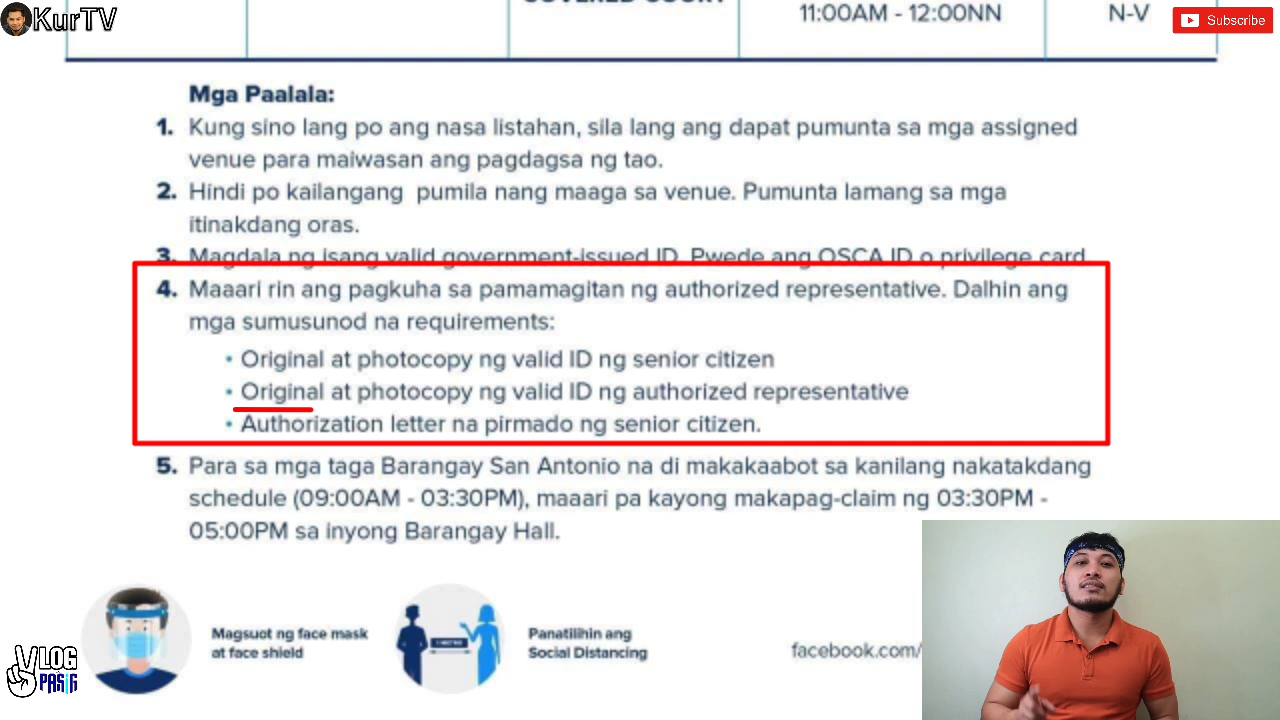 KurTV
COVERED COURT
11:00AM - 12:00NN
N-V
Subscribe
Mga Paalala:
1. Kung sino lang po ang nasa listahan, sila lang ang dapat pumunta sa mga assigned
venue para maiwasan ang pagdagsa ng tao.
2. Hindi po kailangang pumila nang maaga sa venue. Pumunta lamang sa mga
itinakdang oras.
3. Magdala ng isang valid government-issued ID. Pwede ang OSCA ID o privilege card
4. Maaari rin ang pagkuha sa pamamagitan ng authorized representative. Dalhin ang
mga sumusunod na requirements:
• Original at photocopy ng valid ID ng senior citizen
• Original at photocopy ng valid ID ng authorized representative
• Authorization letter na pirmado ng senior citizen.
5. Para sa mga taga Barangay San Antonio na di makakaabot sa kanilang nakatakdang
schedule (09:00AM - 03:30PM), maaari pa kayong makapag-claim ng 03:30PM -
05:00PM sa inyong Barangay Hall.
Magsuot ng face mask
at face shield
Panatilihin ang
Social Distancing
facebook.com/
VLOG
PASIG